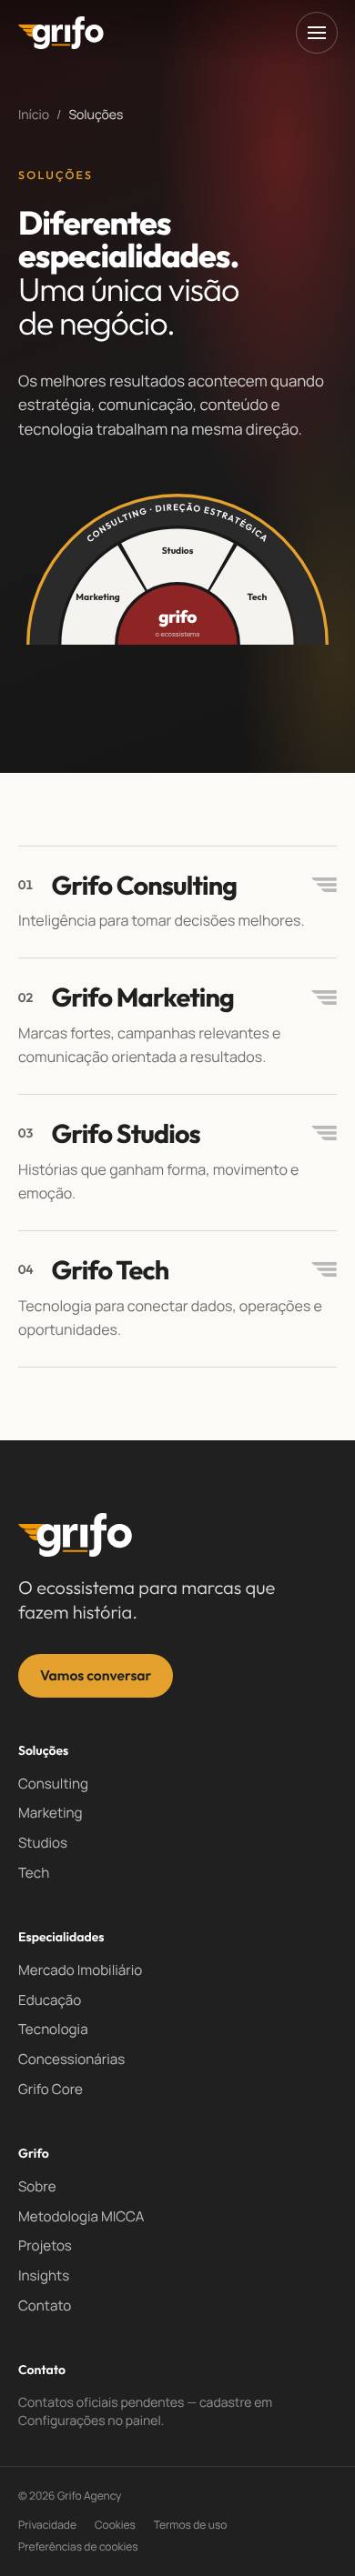 grifo
Início / Soluções
SOLUÇÕES
Diferentes
especialidades.
Uma única visão
de negócio.
Os melhores resultados acontecem quando
estratégia, comunicação, conteúdo e
tecnologia trabalham na mesma direção.
CONSULTING · DIREÇÃO ESTRATÉGICA
Studios
Marketing
Tech
grifo
o ecossistema
01 Grifo Consulting
Inteligência para tomar decisões melhores.
02 Grifo Marketing
Marcas fortes, campanhas relevantes e
comunicação orientada a resultados.
03 Grifo Studios
Histórias que ganham forma, movimento e
emoção.
04 Grifo Tech
Tecnologia para conectar dados, operações e
oportunidades.
grifo
O ecossistema para marcas que
fazem história.
Vamos conversar
Soluções
Consulting
Marketing
Studios
Tech
Especialidades
Mercado Imobiliário
Educação
Tecnologia
Concessionárias
Grifo Core
Grifo
Sobre
Metodologia MICCA
Projetos
Insights
Contato
Contato
Contatos oficiais pendentes — cadastre em
Configurações no painel.
© 2026 Grifo Agency
Privacidade Cookies Termos de uso
Preferências de cookies